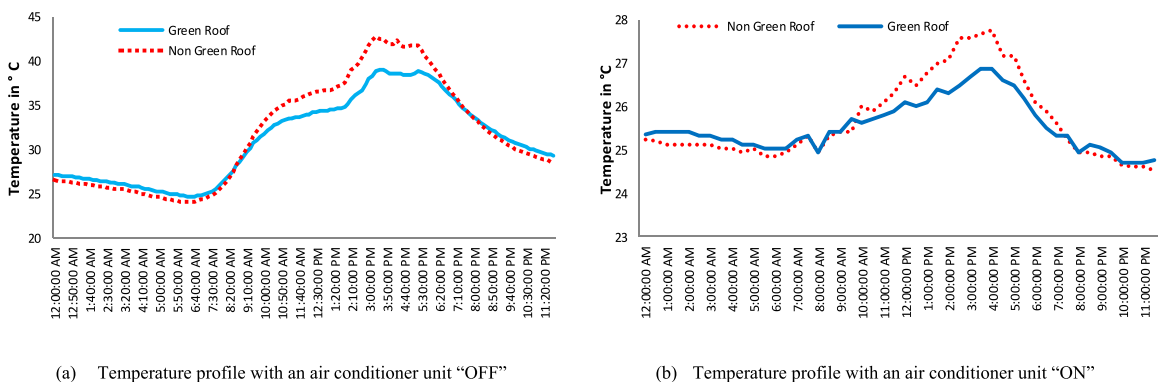 45
40
35
30
25
20
Temperature in ° C
Green Roof
Non Green Roof
12:00:00 AM
12:50:00 AM
1:40:00 AM
2:30:00 AM
3:20:00 AM
4:10:00 AM
5:00:00 AM
5:50:00 AM
6:40:00 AM
7:30:00 AM
8:20:00 AM
9:10:00 AM
10:00:00 AM
10:50:00 AM
11:40:00 AM
12:30:00 PM
1:20:00 PM
2:10:00 PM
3:00:00 PM
3:50:00 PM
4:40:00 PM
5:30:00 PM
6:20:00 PM
7:10:00 PM
8:00:00 PM
8:50:00 PM
9:40:00 PM
10:30:00 PM
11:20:00 PM
(a) Temperature profile with an air conditioner unit “OFF”
28
27
26
25
24
23
Temperature in °C
Non Green Roof
Green Roof
12:00:00 AM
1:00:00 AM
2:00:00 AM
3:00:00 AM
4:00:00 AM
5:00:00 AM
6:00:00 AM
7:00:00 AM
8:00:00 AM
9:00:00 AM
10:00:00 AM
11:00:00 AM
12:00:00 PM
1:00:00 PM
2:00:00 PM
3:00:00 PM
4:00:00 PM
5:00:00 PM
6:00:00 PM
7:00:00 PM
8:00:00 PM
9:00:00 PM
10:00:00 PM
11:00:00 PM
(b) Temperature profile with an air conditioner unit “ON”